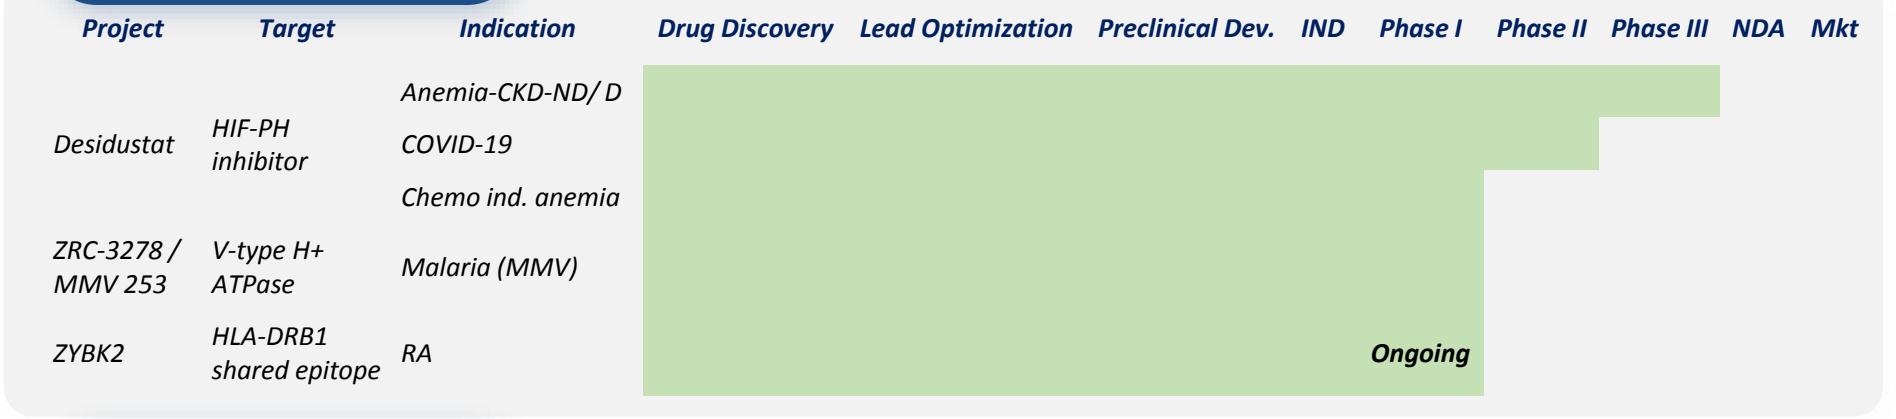 Project Target Indication Drug Discovery Lead Optimization Preclinical Dev. IND Phase I Phase II Phase III NDA Mkt
Anemia-CKD-ND/ D
Desidustat
HIF-PH
inhibitor
COVID-19
Chemo ind. anemia
ZRC-3278 /
MMV 253
V-type H+
ATPase
Malaria (MMV)
ZYBK2
HLA-DRB1
shared epitope
RA
Ongoing